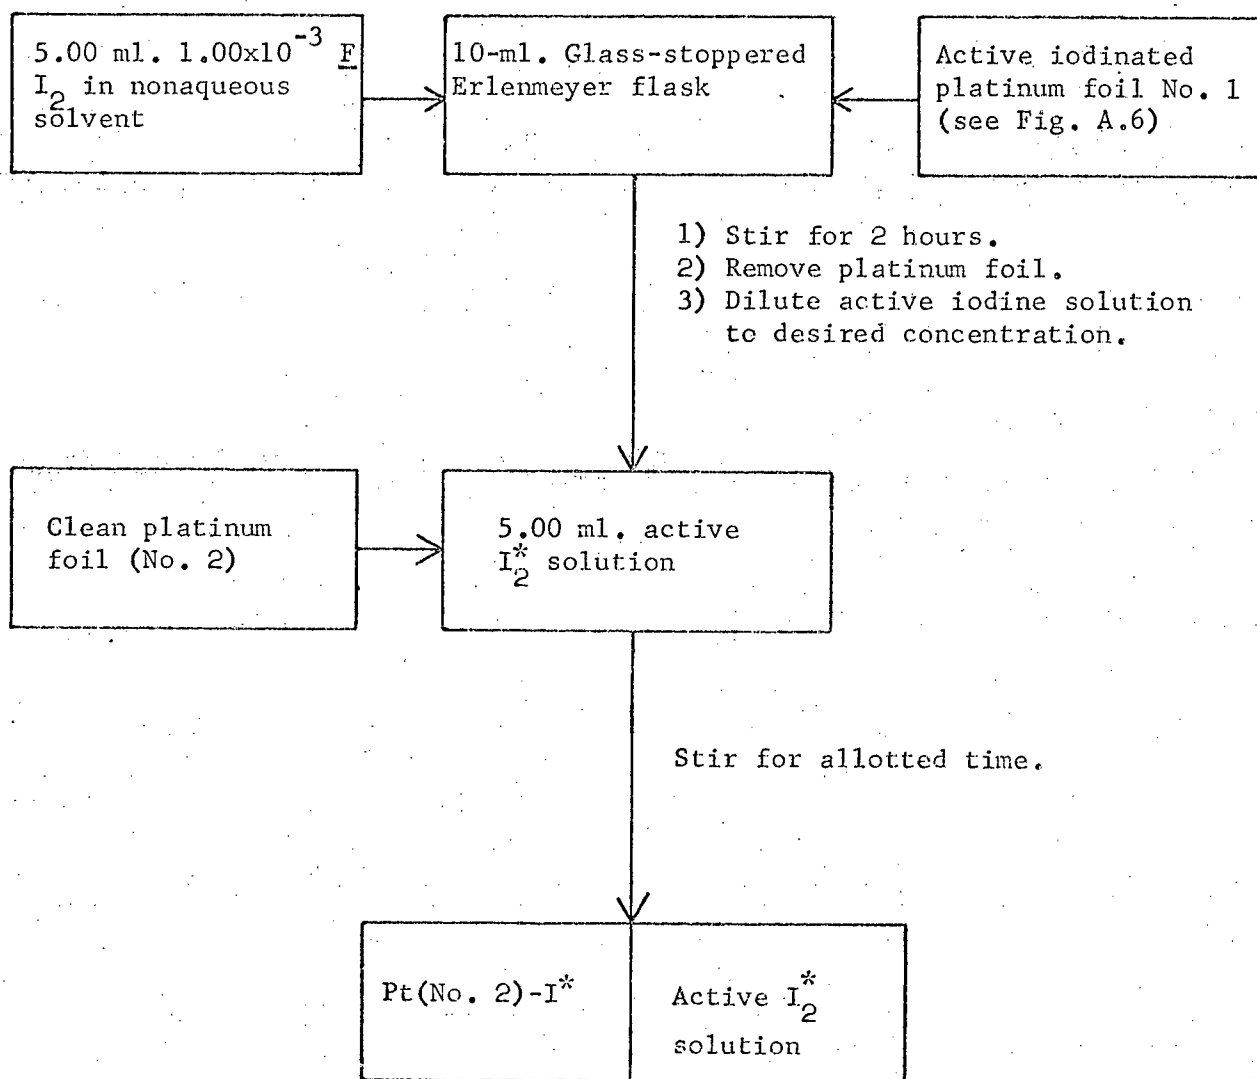 5.00 ml. 1.00x10⁻³ F
I₂ in nonaqueous
solvent
10-ml. Glass-stoppered
Erlenmeyer flask
Active iodinated
platinum foil No. 1
(see Fig. A.6)
1) Stir for 2 hours.
2) Remove platinum foil.
3) Dilute active iodine solution
to desired concentration.
Clean platinum
foil (No. 2)
5.00 ml. active
I₂* solution
Stir for allotted time.
Pt(No. 2)-I*
Active I₂*
solution